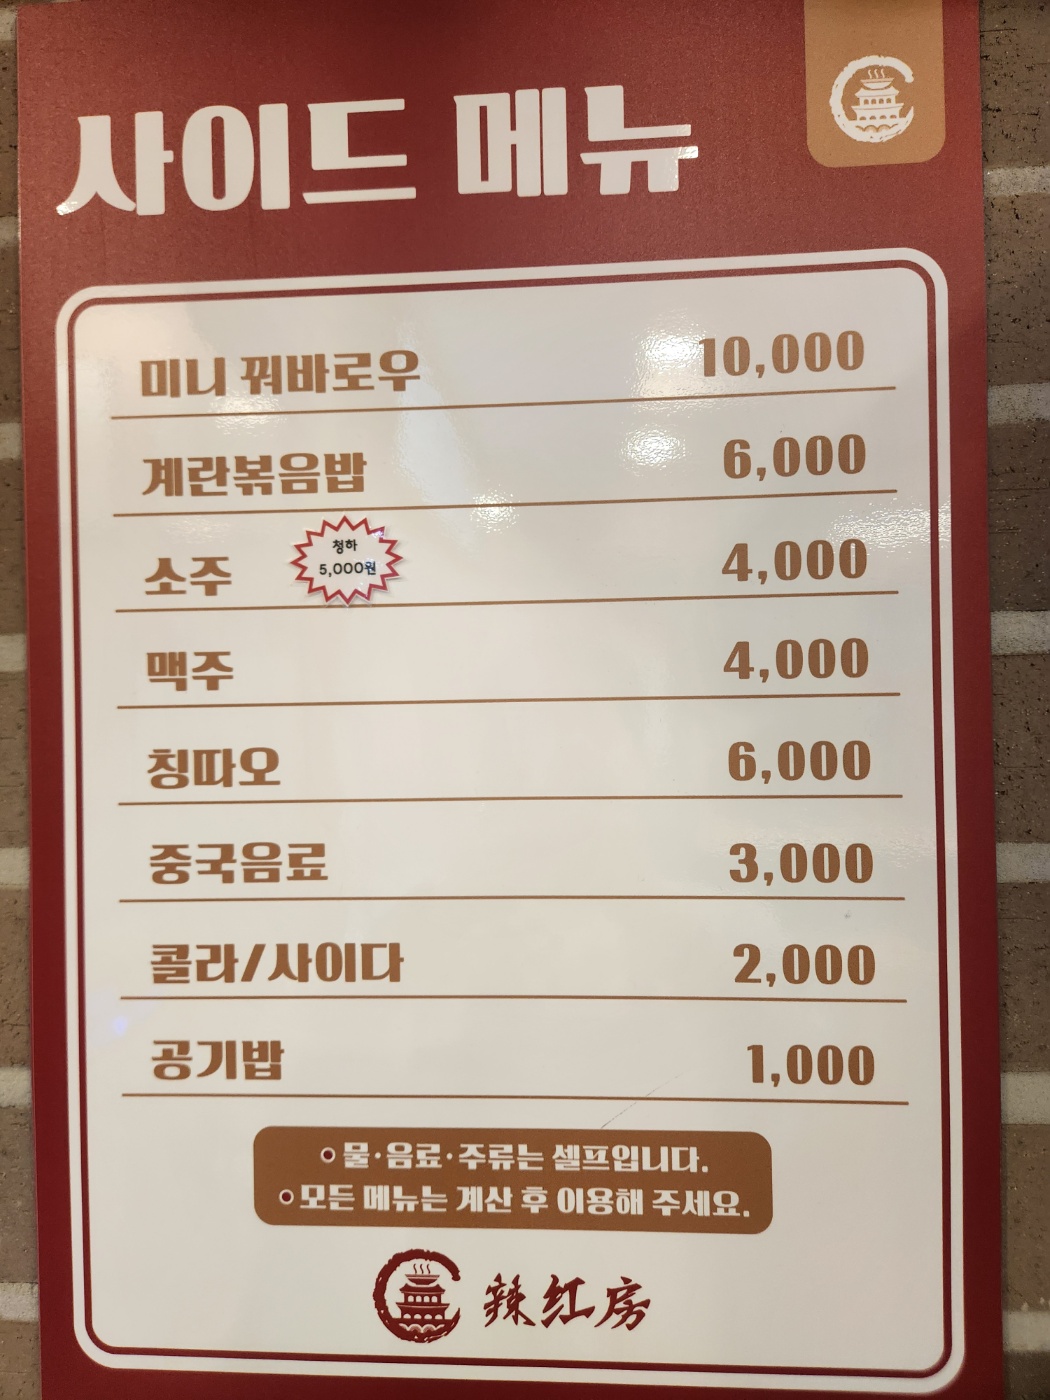 사이드 메뉴
미니 꿔바로우 10,000
계란볶음밥 6,000
청하
5,000원
소주 4,000
맥주 4,000
칭따오 6,000
중국음료 3,000
콜라/사이다 2,000
공기밥 1,000
물·음료·주류는 셀프입니다.
모든 메뉴는 계산 후 이용해 주세요.
辣红房